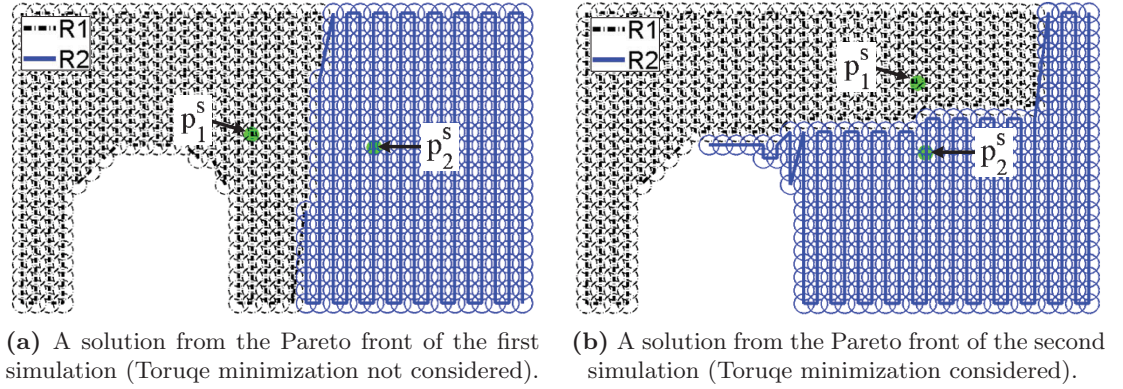 R1
R2
p₁ˢ
p₂ˢ
R1
R2
p₁ˢ
p₂ˢ
(a) A solution from the Pareto front of the first
simulation (Toruqe minimization not considered).
(b) A solution from the Pareto front of the second
simulation (Toruqe minimization considered).